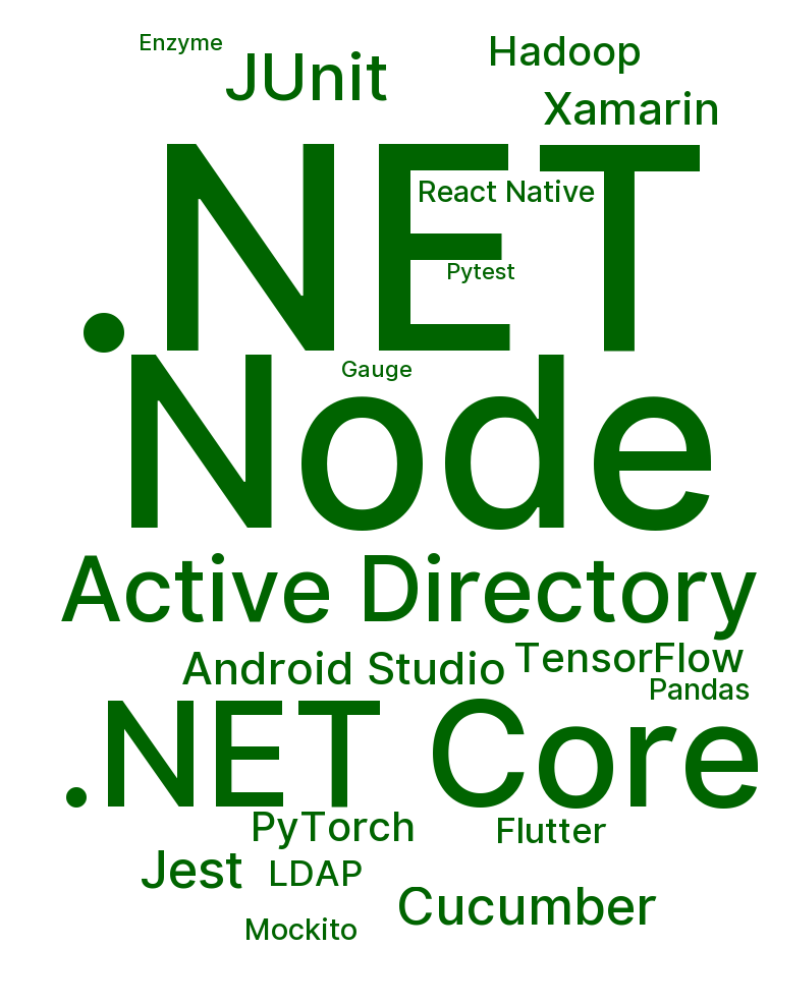 Enzyme
JUnit
Hadoop
Xamarin
.NET
React Native
Pytest
Node
Gauge
Active Directory
Android Studio
TensorFlow
Pandas
.NET Core
PyTorch
Flutter
Jest
LDAP
Cucumber
Mockito